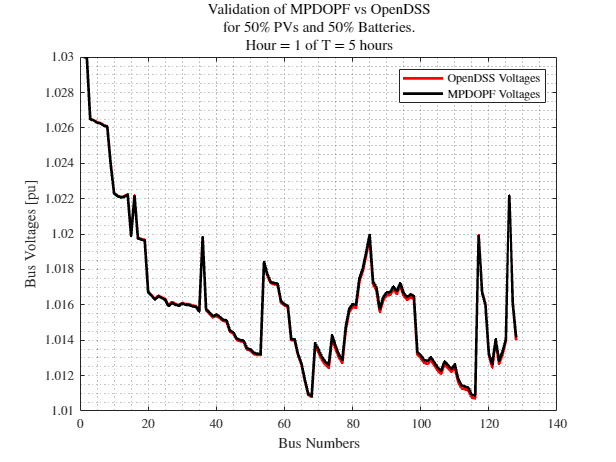 Validation of MPDOPF vs OpenDSS
for 50% PVs and 50% Batteries.
Hour = 1 of T = 5 hours
1.03
1.028
1.026
1.024
1.022
1.02
1.018
1.016
1.014
1.012
1.01
Bus Voltages [pu]
OpenDSS Voltages
MPDOPF Voltages
0 20 40 60 80 100 120 140
Bus Numbers